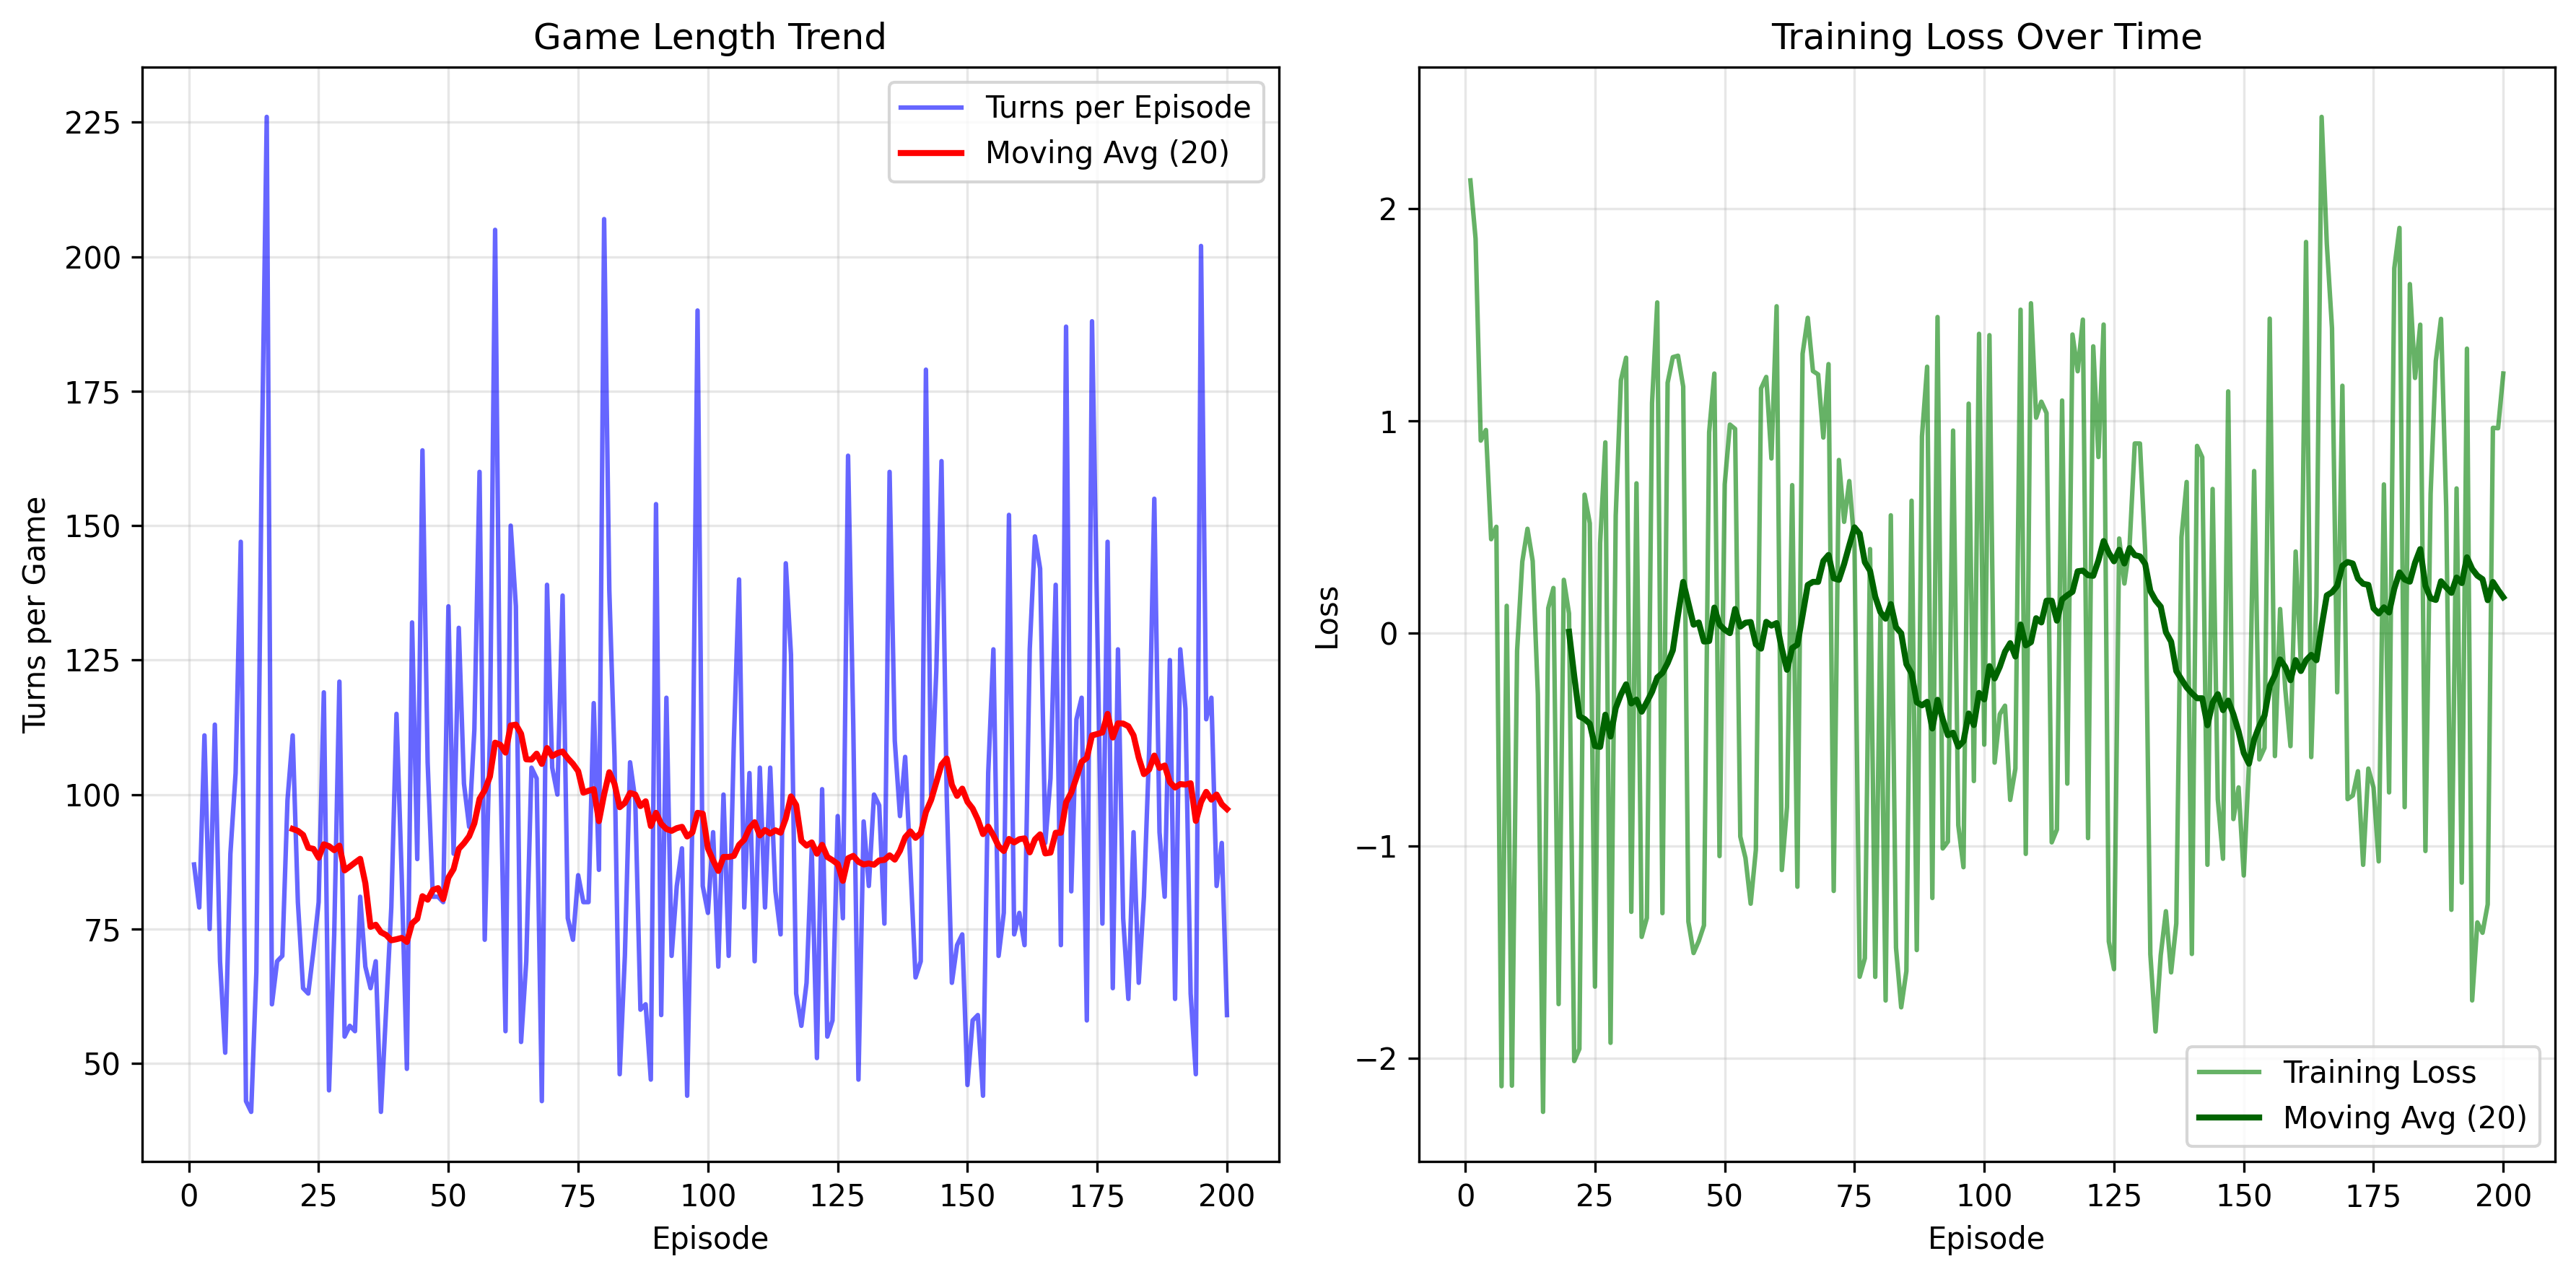 Game Length Trend
Turns per Game
225
200
175
150
125
100
75
50
Turns per Episode
Moving Avg (20)
0 25 50 75 100 125 150 175 200
Episode
Training Loss Over Time
Loss
2
1
0
−1
−2
Training Loss
Moving Avg (20)
0 25 50 75 100 125 150 175 200
Episode